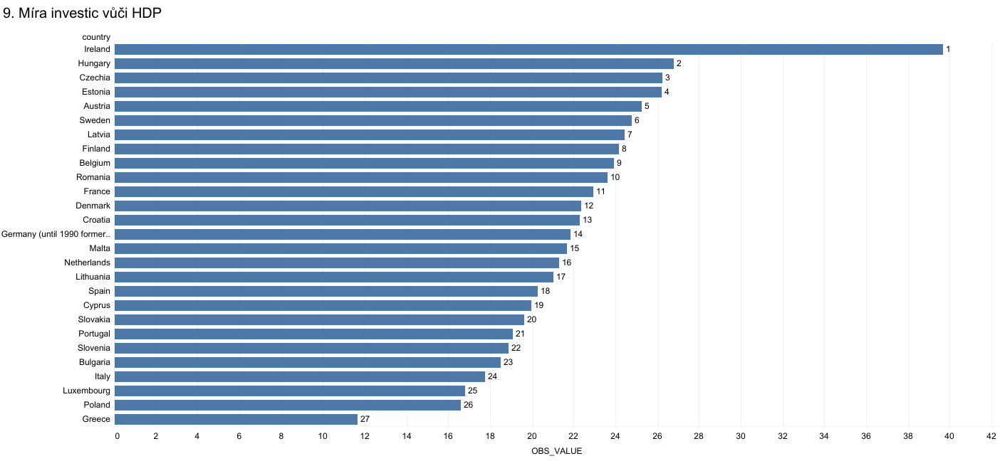 9. Míra investic vůči HDP
country
Ireland 1
Hungary 2
Czechia 3
Estonia 4
Austria 5
Sweden 6
Latvia 7
Finland 8
Belgium 9
Romania 10
France 11
Denmark 12
Croatia 13
Germany (until 1990 former.. 14
Malta 15
Netherlands 16
Lithuania 17
Spain 18
Cyprus 19
Slovakia 20
Portugal 21
Slovenia 22
Bulgaria 23
Italy 24
Luxembourg 25
Poland 26
Greece 27
0 2 4 6 8 10 12 14 16 18 20 22 24 26 28 30 32 34 36 38 40 42
OBS_VALUE